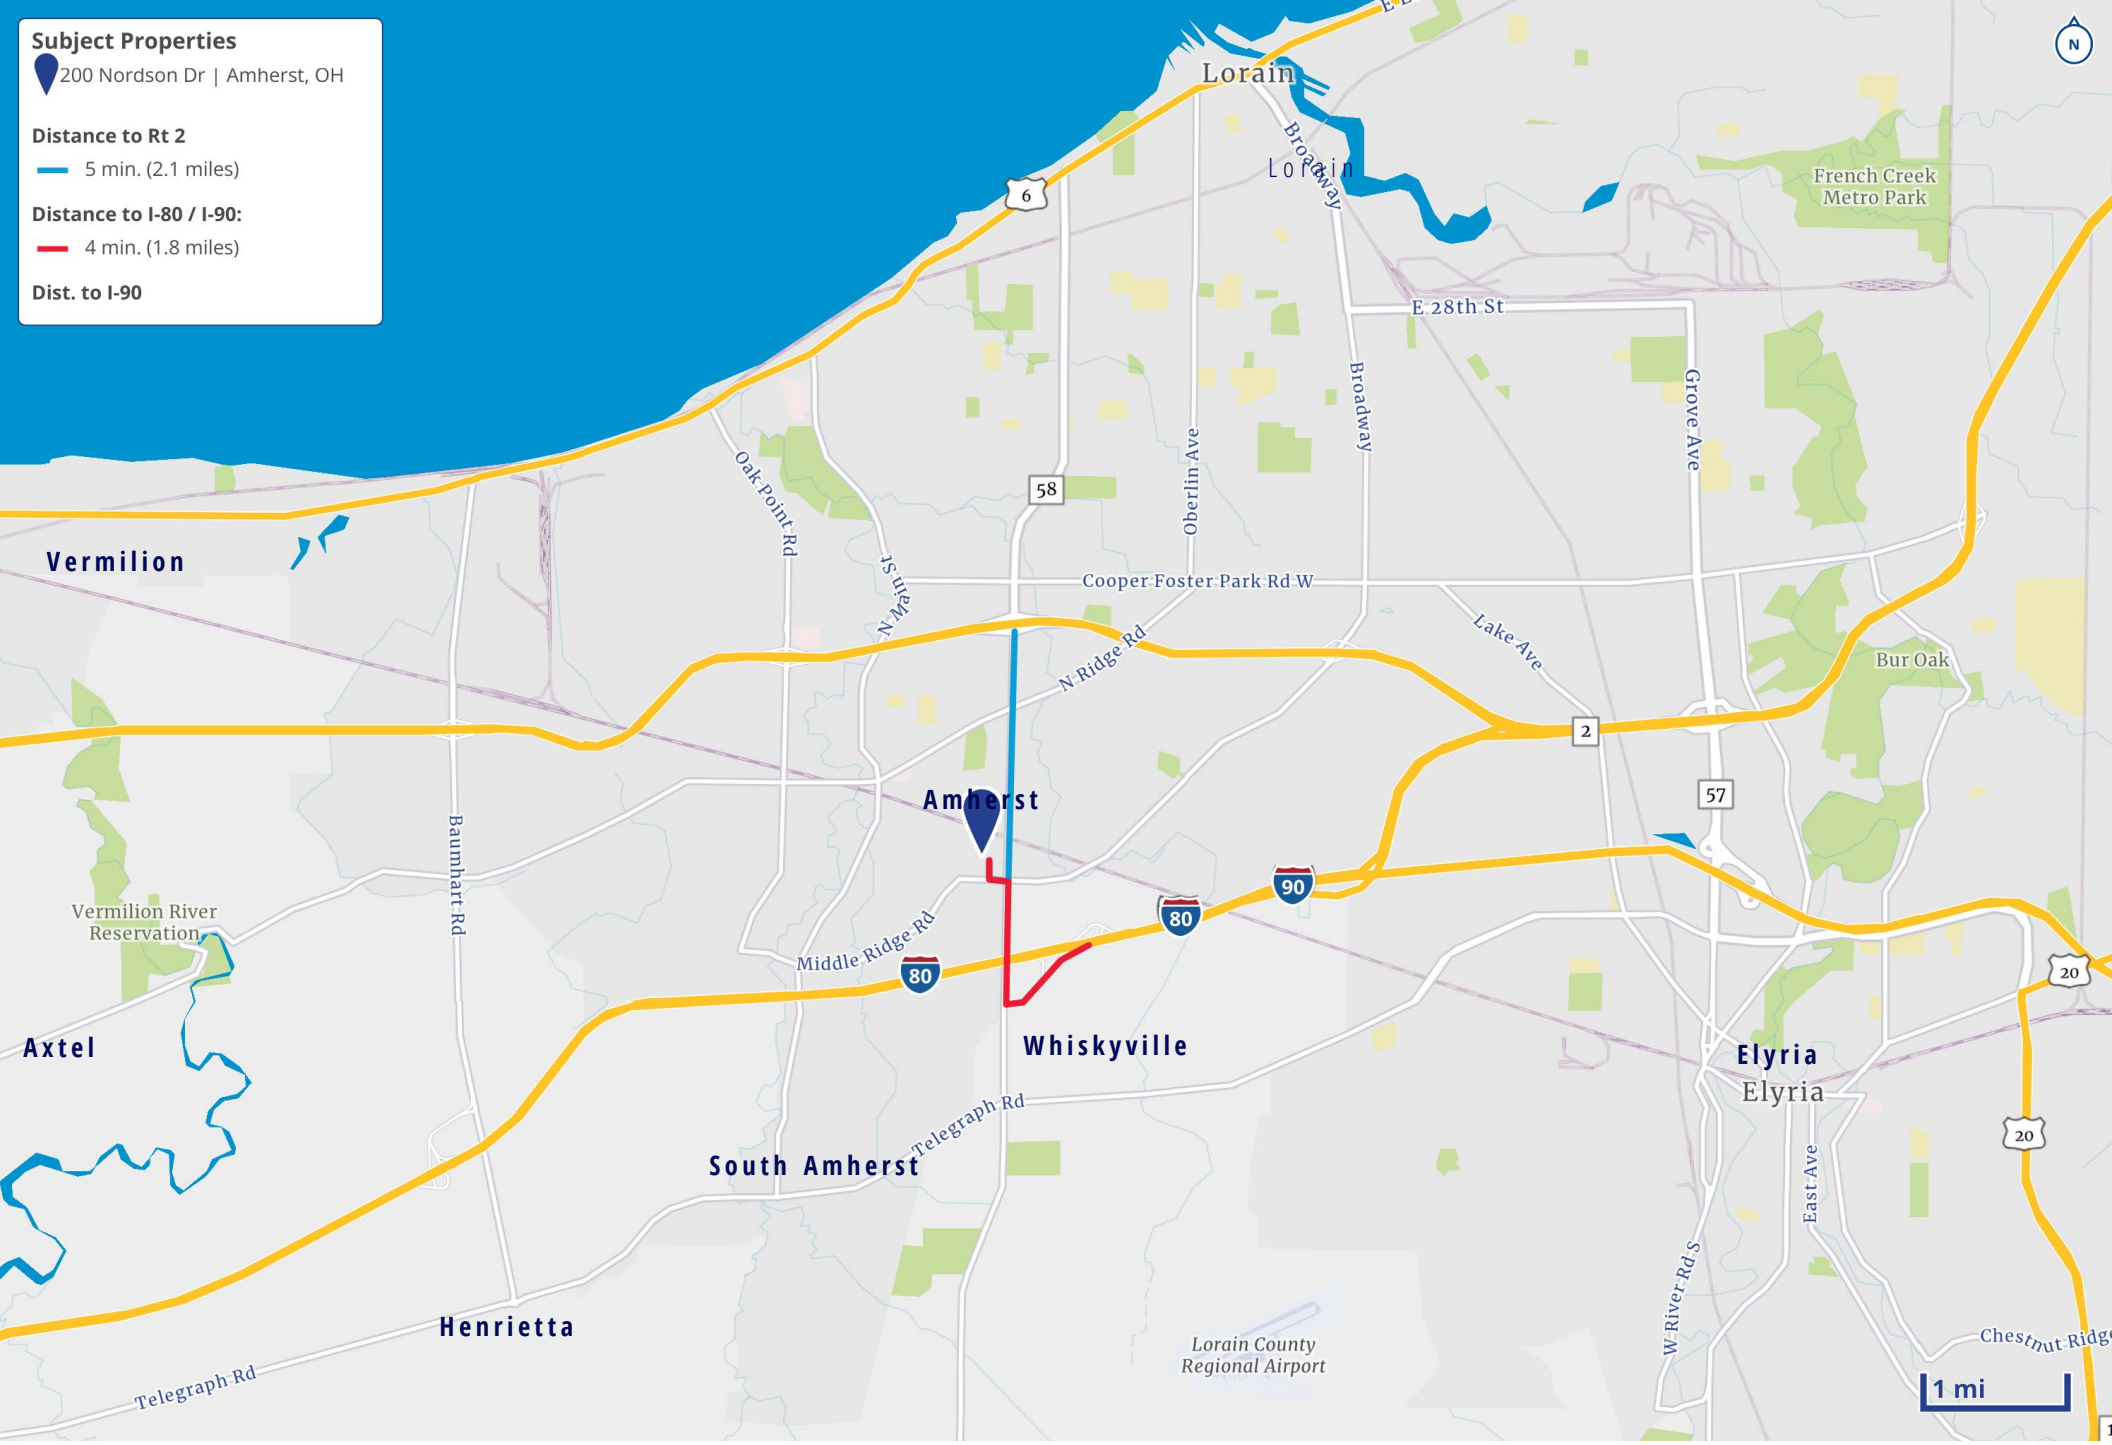 Subject Properties
200 Nordson Dr | Amherst, OH
Distance to Rt 2
5 min. (2.1 miles)
Distance to I-80 / I-90:
4 min. (1.8 miles)
Dist. to I-90
N
Lorain
Broadway
Lorain
French Creek
Metro Park
6
E 28th St
Broadway
Grove Ave
Oak Point Rd
58
Oberlin Ave
Vermilion
N Main St
Cooper Foster Park Rd W
N Ridge Rd
Lake Ave
Bur Oak
2
57
Amherst
Baumhart Rd
90
80
Vermilion River
Reservation
Middle Ridge Rd
80
20
Axtel
Whiskyville
Elyria
Elyria
Telegraph Rd
20
South Amherst
East Ave
W River Rd S
Henrietta
Lorain County
Regional Airport
Chestnut Ridge
Telegraph Rd
1 mi